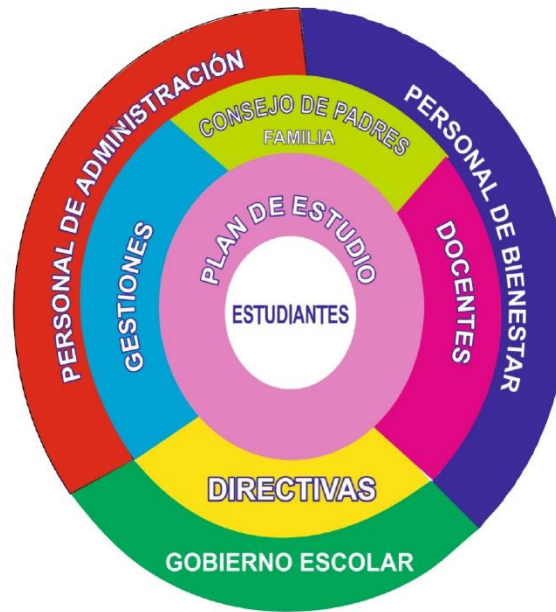 PERSONAL DE ADMINISTRACIÓN
PERSONAL DE BIENESTAR
CONSEJO DE PADRES
FAMILIA
GESTIONES
PLAN DE ESTUDIO
DOCENTES
ESTUDIANTES
DIRECTIVAS
GOBIERNO ESCOLAR